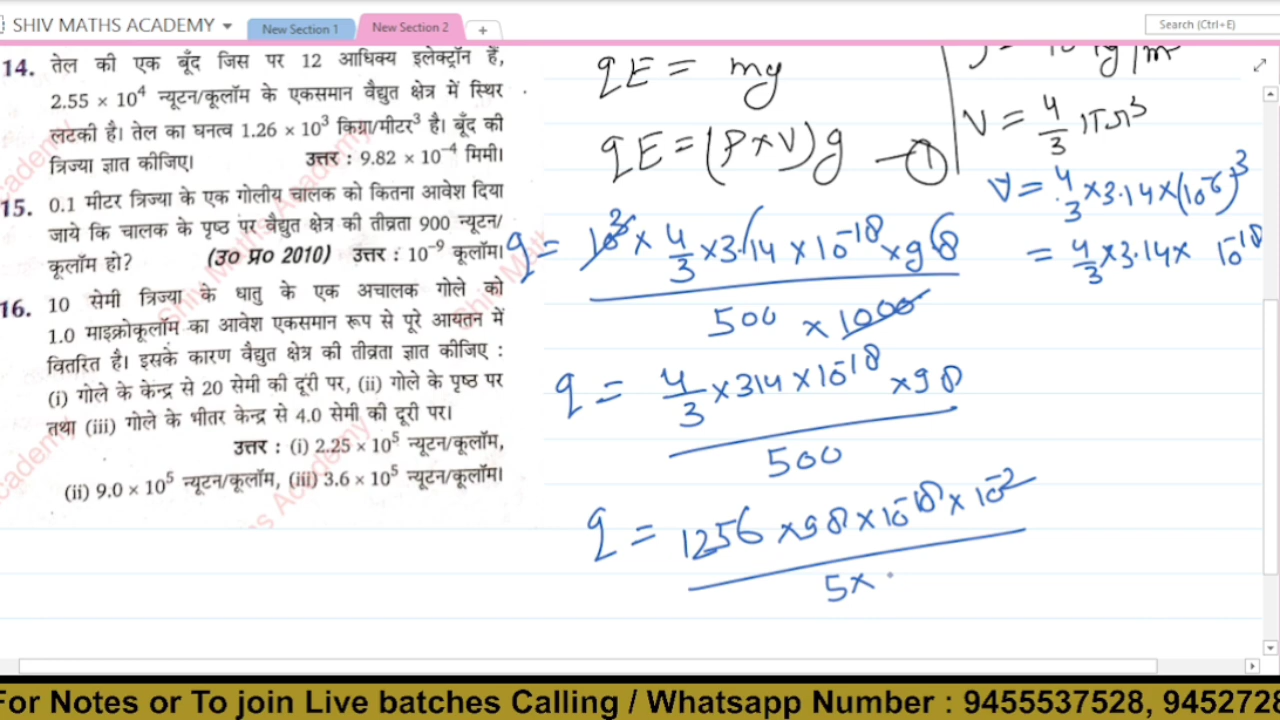 SHIV MATHS ACADEMY
New Section 1
New Section 2
+
Search (Ctrl+E)
14. तेल की एक बूँद जिस पर 12 आधिक्य इलेक्ट्रॉन हैं,
2.55 × 10⁴ न्यूटन/कूलॉम के एकसमान वैद्युत क्षेत्र में स्थिर
लटकी है। तेल का घनत्व 1.26 × 10³ किग्रा/मीटर³ है। बूँद की
त्रिज्या ज्ञात कीजिए। उत्तर : 9.82 × 10⁻⁴ मिमी।
15. 0.1 मीटर त्रिज्या के एक गोलीय चालक को कितना आवेश दिया
जाये कि चालक के पृष्ठ पर वैद्युत क्षेत्र की तीव्रता 900 न्यूटन/
कूलॉम हो? (उ० प्र० 2010) उत्तर : 10⁻⁹ कूलॉम।
16. 10 सेमी त्रिज्या के धातु के एक अचालक गोले को
1.0 माइक्रोकूलॉम का आवेश एकसमान रूप से पूरे आयतन में
वितरित है। इसके कारण वैद्युत क्षेत्र की तीव्रता ज्ञात कीजिए :
(i) गोले के केन्द्र से 20 सेमी की दूरी पर, (ii) गोले के पृष्ठ पर
तथा (iii) गोले के भीतर केन्द्र से 4.0 सेमी की दूरी पर।
उत्तर : (i) 2.25 × 10⁵ न्यूटन/कूलॉम,
(ii) 9.0 × 10⁵ न्यूटन/कूलॉम, (iii) 3.6 × 10⁵ न्यूटन/कूलॉम।
qE = mg
qE = (ρ×V)g —①
V = 4/3 πr³
V = 4/3 × 3.14 × (10⁻⁶)³
= 4/3 × 3.14 × 10⁻¹⁸
q = 10³ × 4/3 × 3.14 × 10⁻¹⁸ × 9.8
500 × 1000
q = 4/3 × 314 × 10⁻¹⁸ × 98
500
q = 1256 × 98 × 10⁻¹⁸ × 10⁻²
5×
For Notes or To join Live batches Calling / Whatsapp Number : 9455537528, 9452728